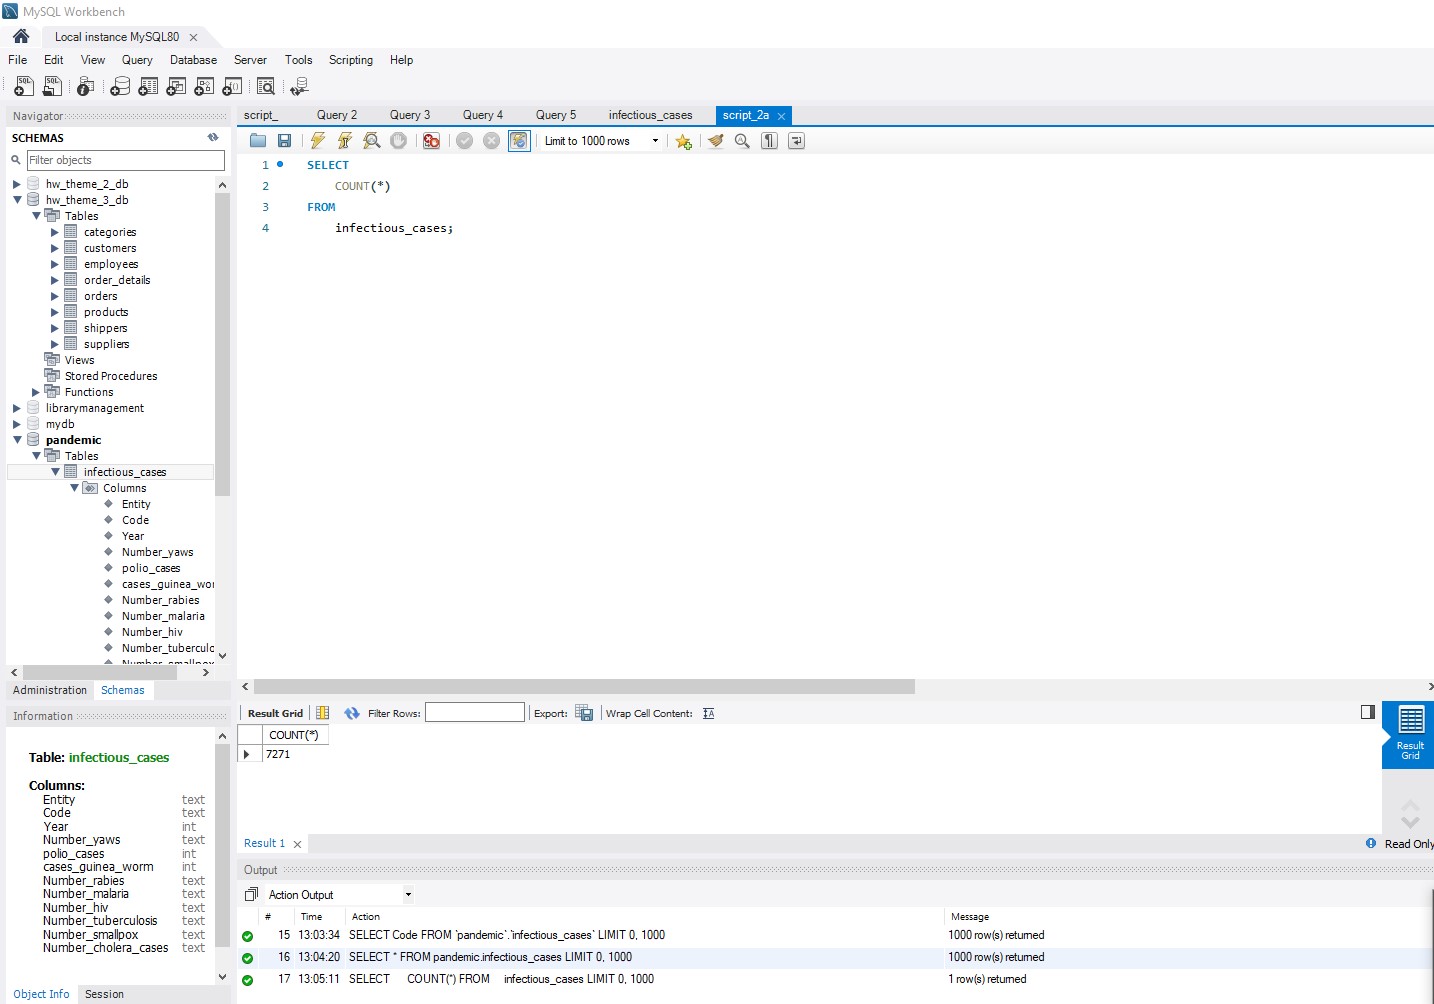 MySQL Workbench
Local instance MySQL80
File Edit View Query Database Server Tools Scripting Help
Navigator
SCHEMAS
Filter objects
hw_theme_2_db
hw_theme_3_db
Tables
categories
customers
employees
order_details
orders
products
shippers
suppliers
Views
Stored Procedures
Functions
librarymanagement
mydb
pandemic
Tables
infectious_cases
Columns
Entity
Code
Year
Number_yaws
polio_cases
cases_guinea_wor
Number_rabies
Number_malaria
Number_hiv
Number_tuberculo
Number_smallpox
Administration Schemas
Information
Table: infectious_cases
Columns:
Entity text
Code text
Year int
Number_yaws text
polio_cases int
cases_guinea_worm int
Number_rabies text
Number_malaria text
Number_hiv text
Number_tuberculosis text
Number_smallpox text
Number_cholera_cases text
Object Info Session
script_ Query 2 Query 3 Query 4 Query 5 infectious_cases script_2a
Limit to 1000 rows
1 SELECT
2 COUNT(*)
3 FROM
4 infectious_cases;
Result Grid Filter Rows: Export: Wrap Cell Content:
COUNT(*)
7271
Result Grid
Result 1
Read Only
Output
Action Output
# Time Action Message
15 13:03:34 SELECT Code FROM `pandemic`.`infectious_cases` LIMIT 0, 1000 1000 row(s) returned
16 13:04:20 SELECT * FROM pandemic.infectious_cases LIMIT 0, 1000 1000 row(s) returned
17 13:05:11 SELECT COUNT(*) FROM infectious_cases LIMIT 0, 1000 1 row(s) returned